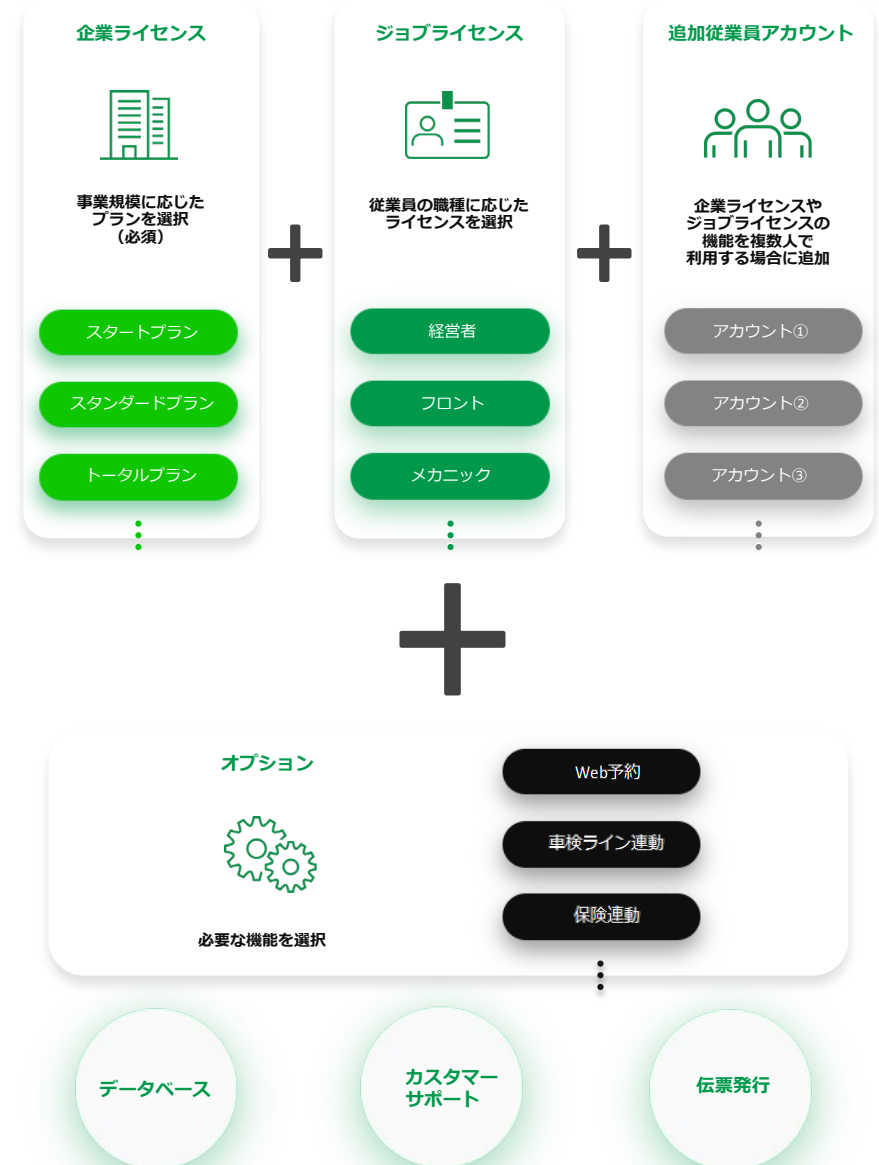 企業ライセンス
事業規模に応じた
プランを選択
（必須）
スタートプラン
スタンダードプラン
トータルプラン
ジョブライセンス
従業員の職種に応じた
ライセンスを選択
経営者
フロント
メカニック
追加従業員アカウント
企業ライセンスや
ジョブライセンスの
機能を複数人で
利用する場合に追加
アカウント①
アカウント②
アカウント③
オプション
必要な機能を選択
Web予約
車検ライン連動
保険連動
データベース
カスタマー
サポート
伝票発行